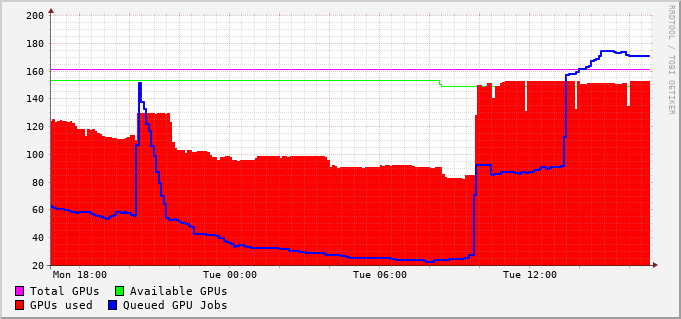 200
180
160
140
120
100
80
60
40
20
Mon 18:00 Tue 00:00 Tue 06:00 Tue 12:00
Total GPUs Available GPUs
GPUs used Queued GPU Jobs
RRDTOOL / TOBI OETIKER